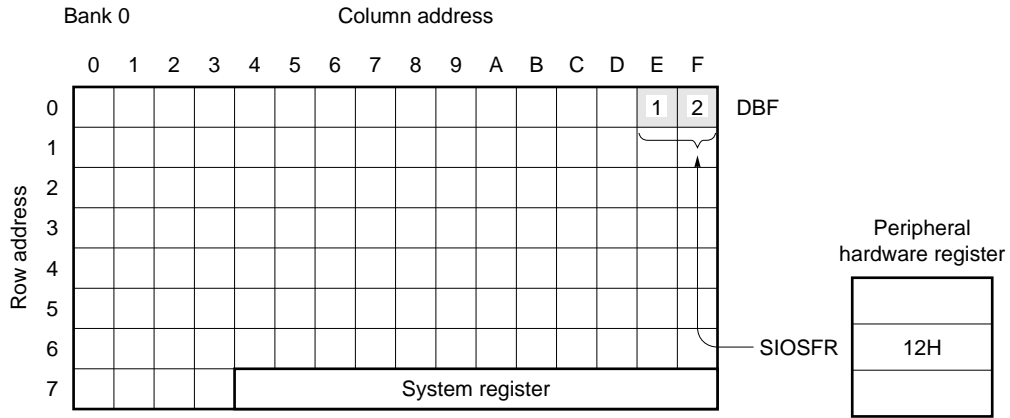 Bank 0 Column address
0 1 2 3 4 5 6 7 8 9 A B C D E F
0 1 2 DBF
1
2
3
4
5
6
7 System register
Row address
Peripheral
hardware register
SIOSFR 12H